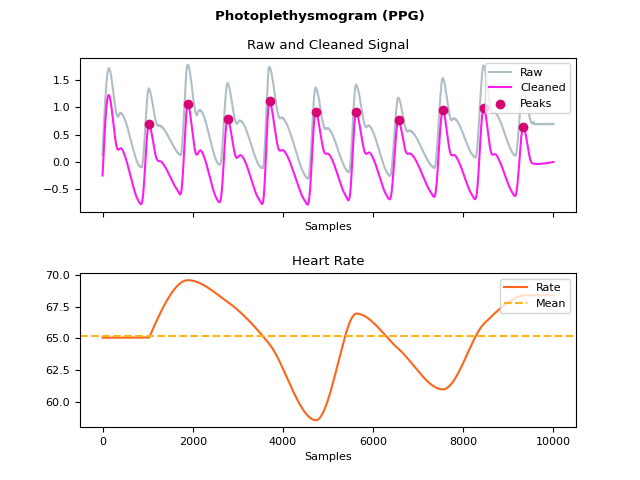 Photoplethysmogram (PPG)
Raw and Cleaned Signal
Raw
Cleaned
Peaks
1.5
1.0
0.5
0.0
−0.5
Samples
Heart Rate
Rate
Mean
70.0
67.5
65.0
62.5
60.0
0 2000 4000 6000 8000 10000
Samples